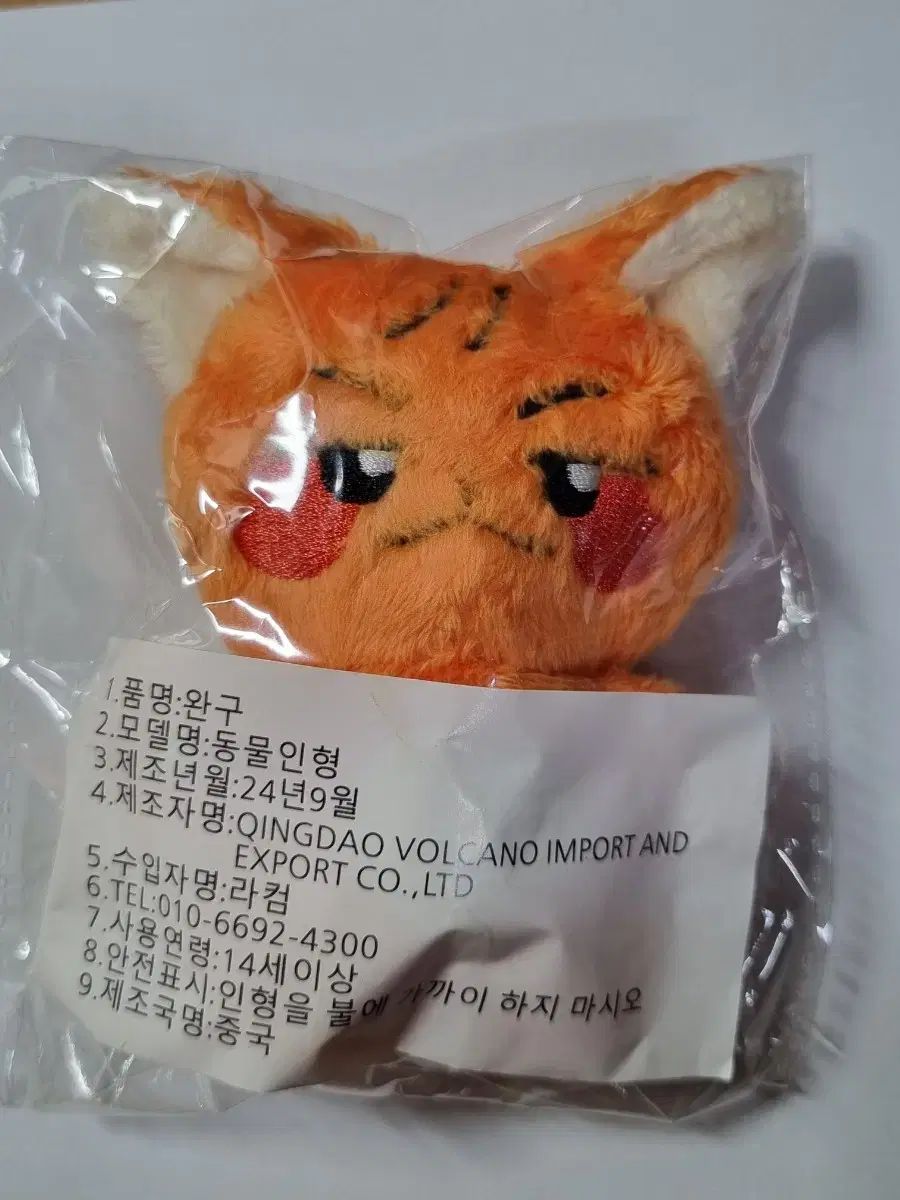 1.품명:완구
2.모델명:동물인형
3.제조년월:24년9월
4.제조자명:QINGDAO VOLCANO IMPORT AND
EXPORT CO.,LTD
5.수입자명:라컴
6.TEL:010-6692-4300
7.사용연령:14세이상
8.안전표시:인형을 불에 가까이 하지 마시오
9.제조국명:중국